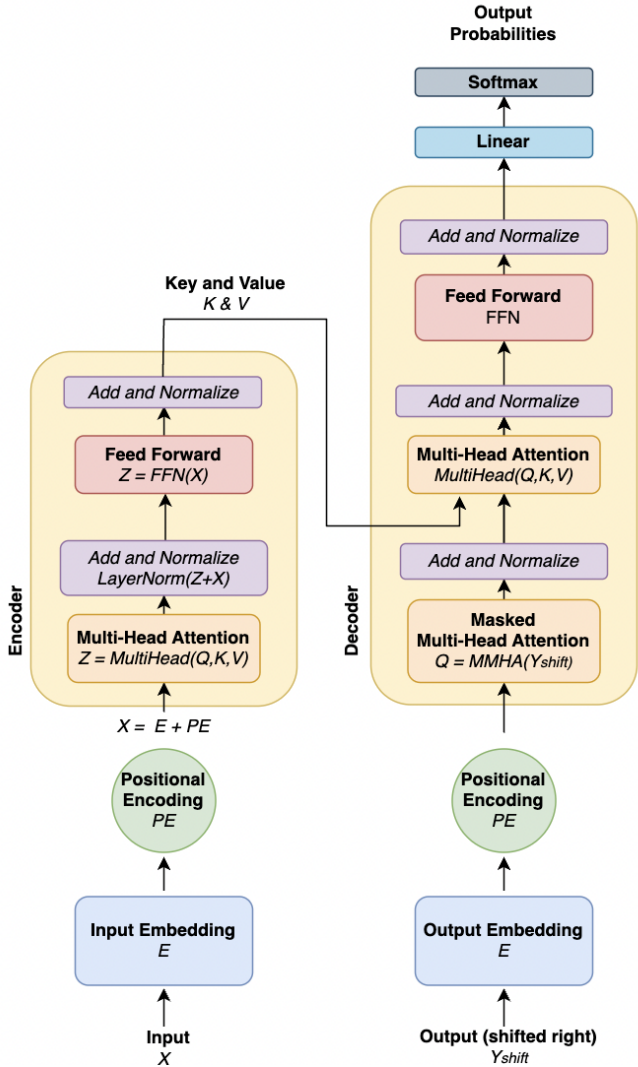 Output
Probabilities
Softmax
Linear
Add and Normalize
Feed Forward
FFN
Add and Normalize
Multi-Head Attention
MultiHead(Q,K,V)
Add and Normalize
Masked
Multi-Head Attention
Q = MMHA(Yshift)
Decoder
Positional
Encoding
PE
Output Embedding
E
Output (shifted right)
Yshift
Key and Value
K & V
Add and Normalize
Feed Forward
Z = FFN(X)
Add and Normalize
LayerNorm(Z+X)
Multi-Head Attention
Z = MultiHead(Q,K,V)
Encoder
X = E + PE
Positional
Encoding
PE
Input Embedding
E
Input
X